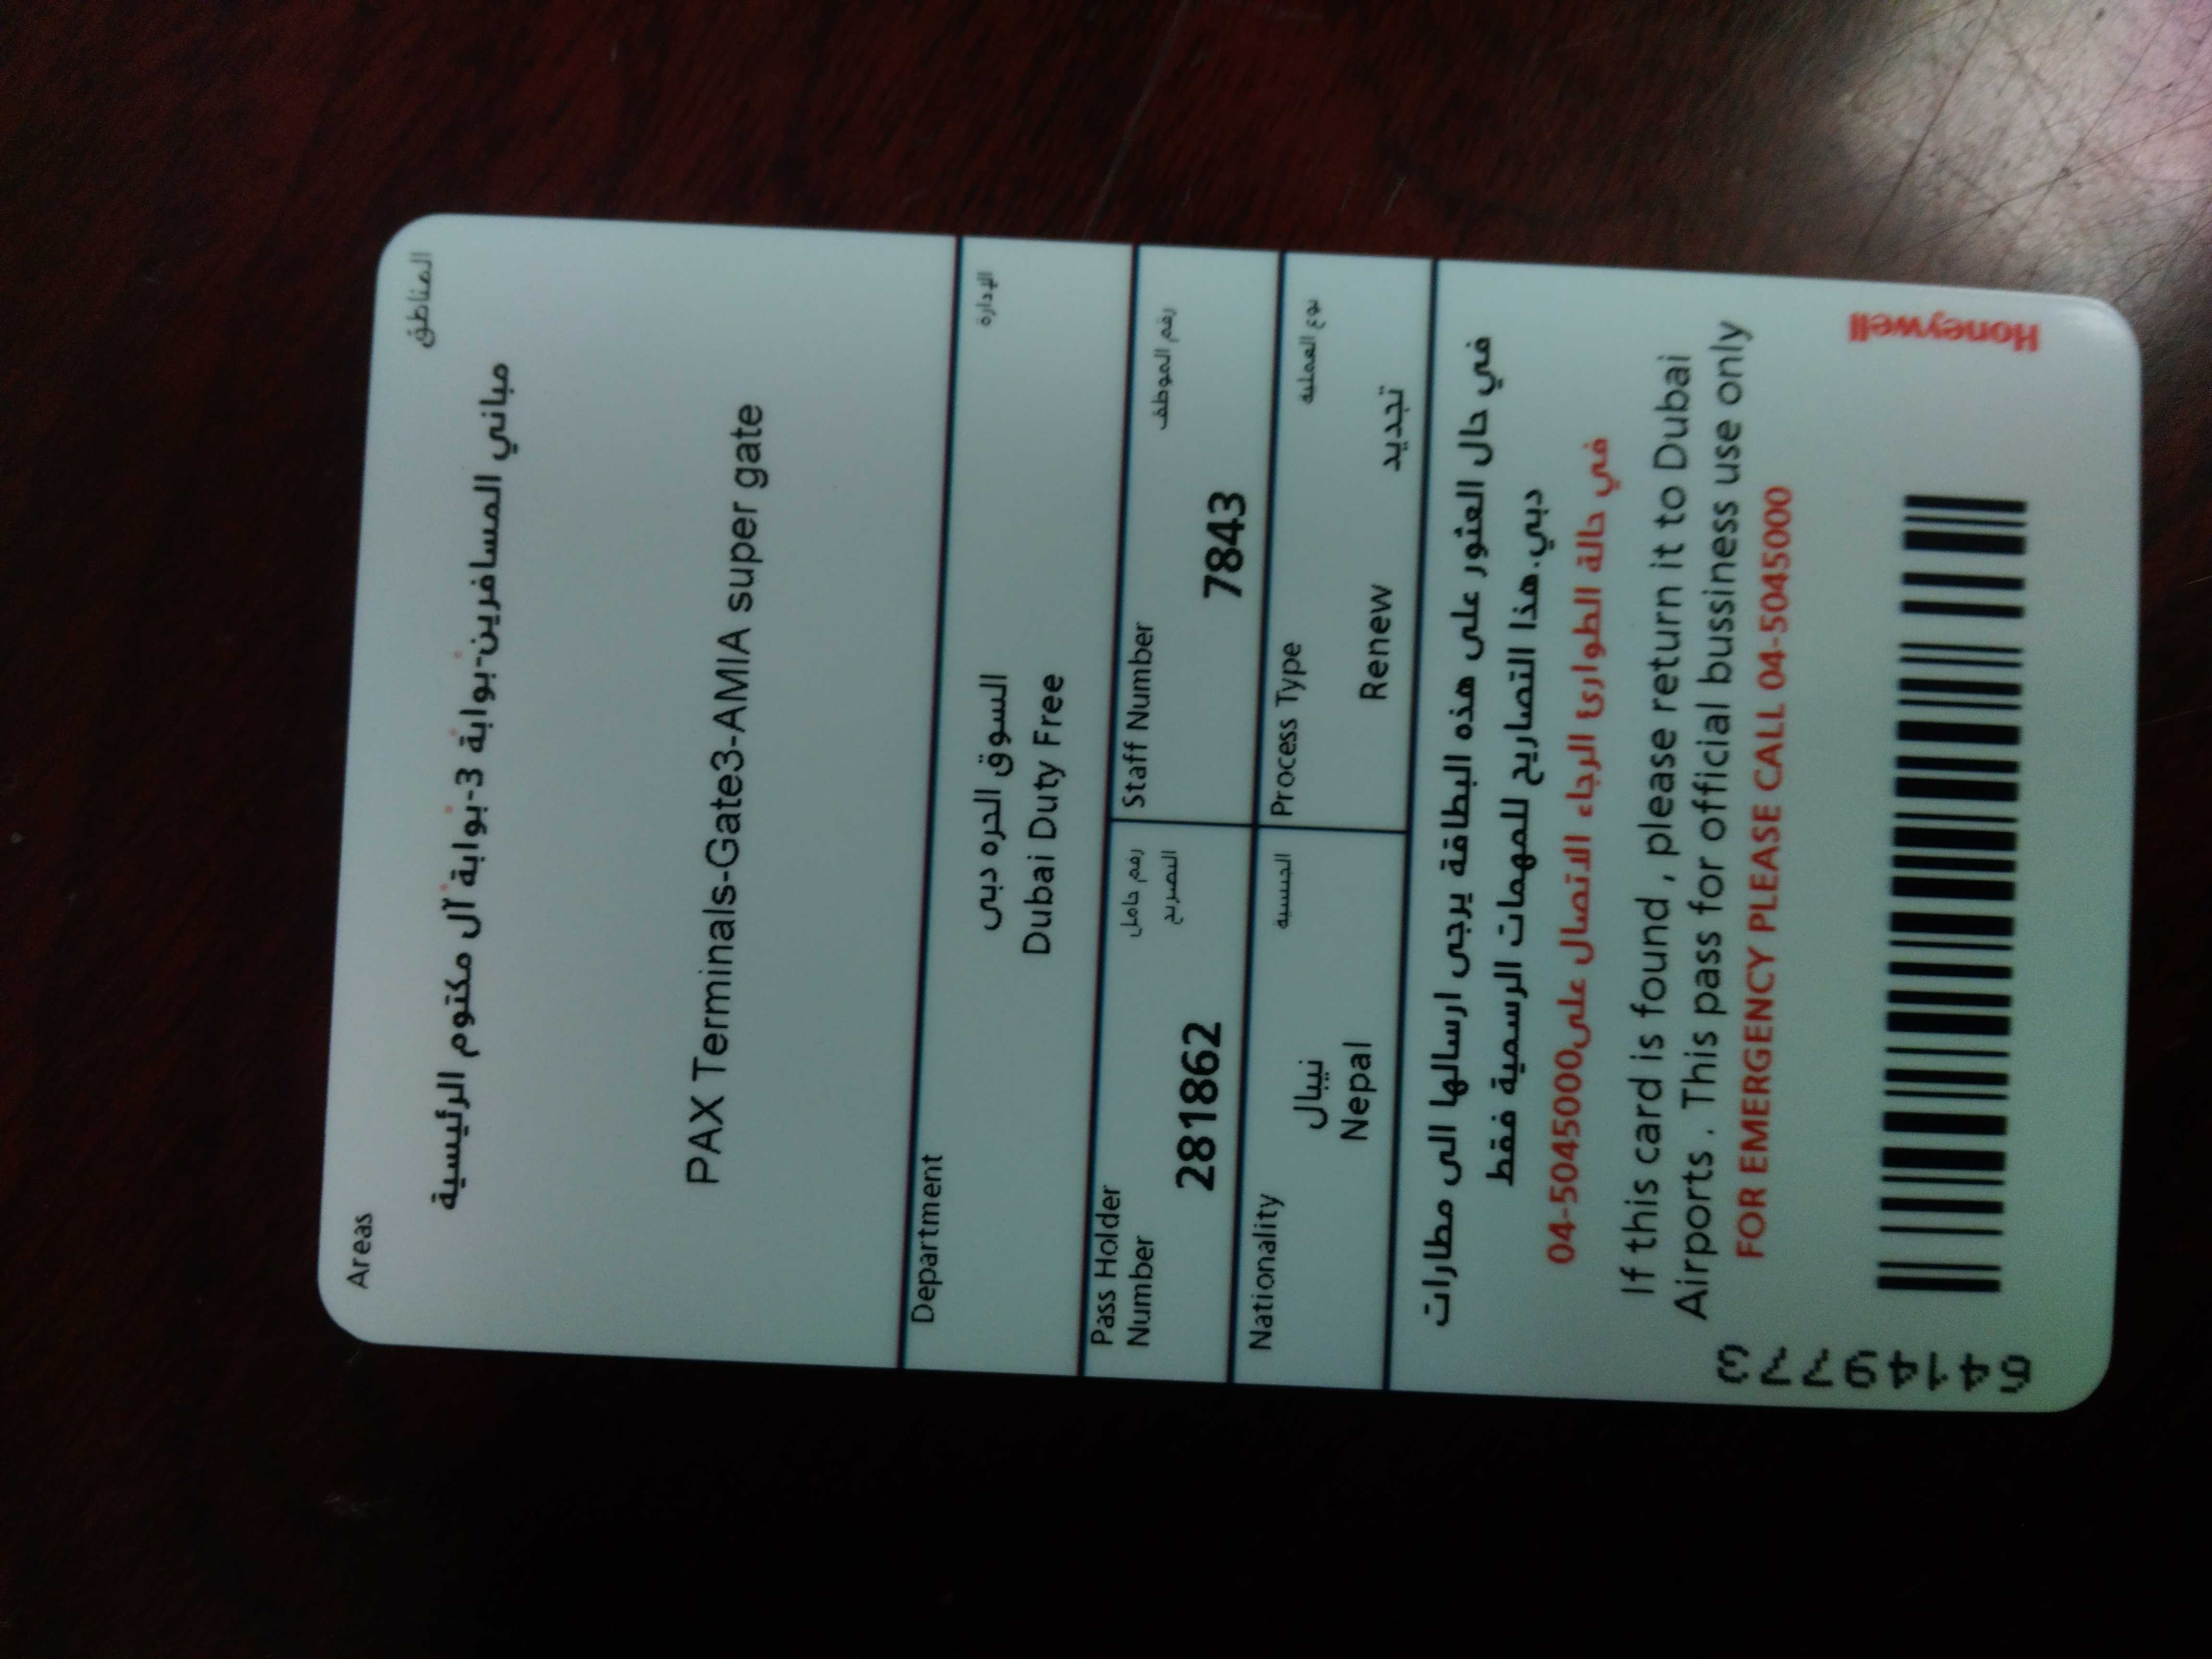 Areas
المناطق
مباني المسافرين-بوابة 3-بوابة آل مكتوم الرئيسية
PAX Terminals-Gate3-AMIA super gate
Department
الإدارة
السوق الحره دبى
Dubai Duty Free
Pass Holder
Number
رقم حامل
التصريح
281862
Staff Number
رقم الموظف
7843
Nationality
الجنسية
نيبال
Nepal
Process Type
نوع العملية
Renew
تجديد
في حال العثور على هذه البطاقة يرجى ارسالها الى مطارات
دبي.هذا التصاريح للمهمات الرسمية فقط
في حالة الطوارئ الرجاء الاتصال على04-5045000
If this card is found , please return it to Dubai
Airports . This pass for official bussiness use only
FOR EMERGENCY PLEASE CALL 04-5045000
Honeywell